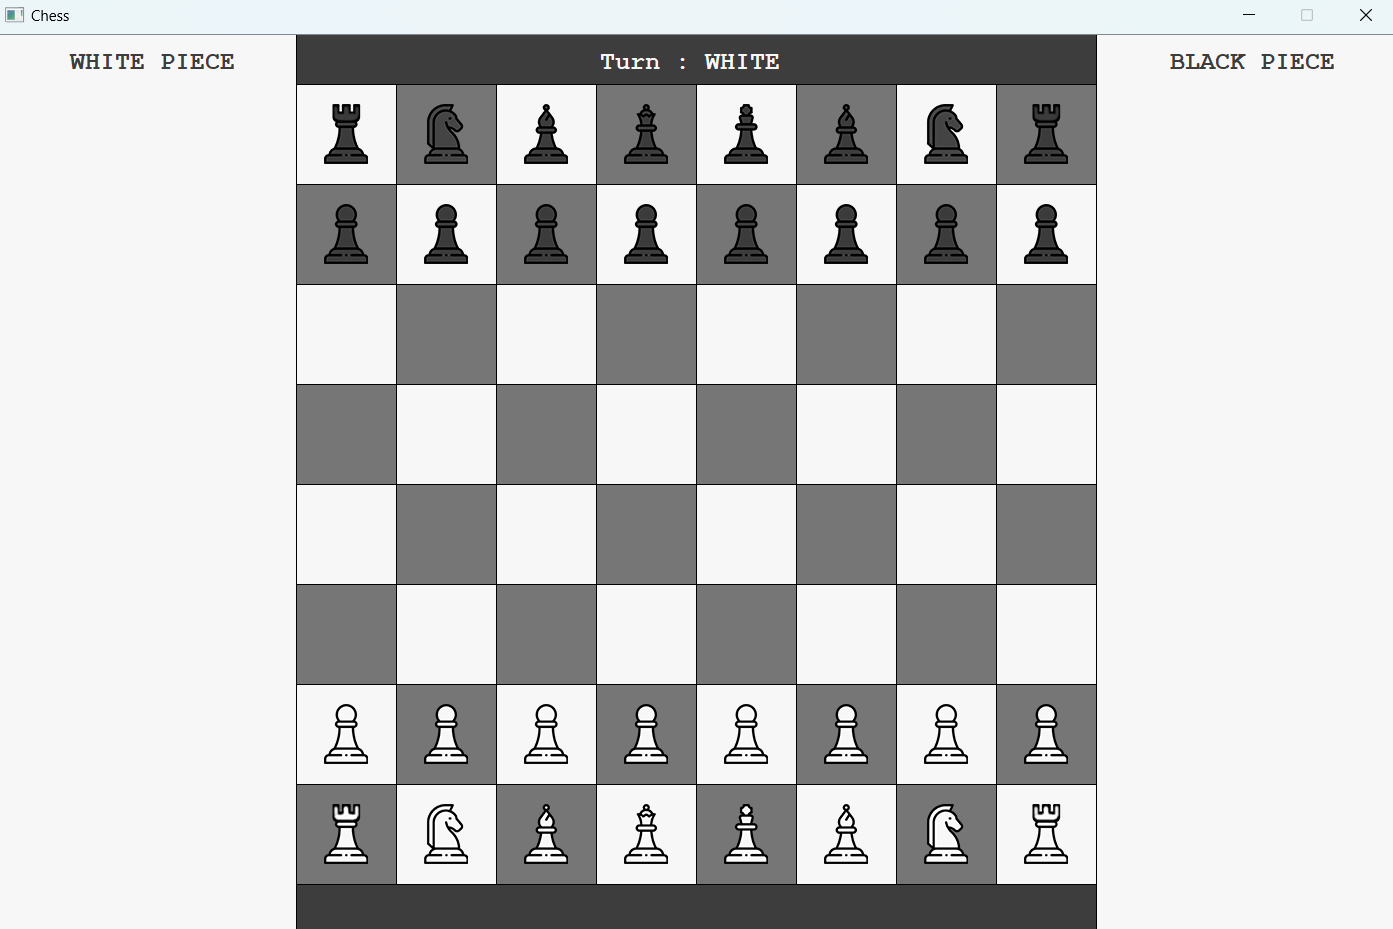 Chess
WHITE PIECE
Turn : WHITE
BLACK PIECE